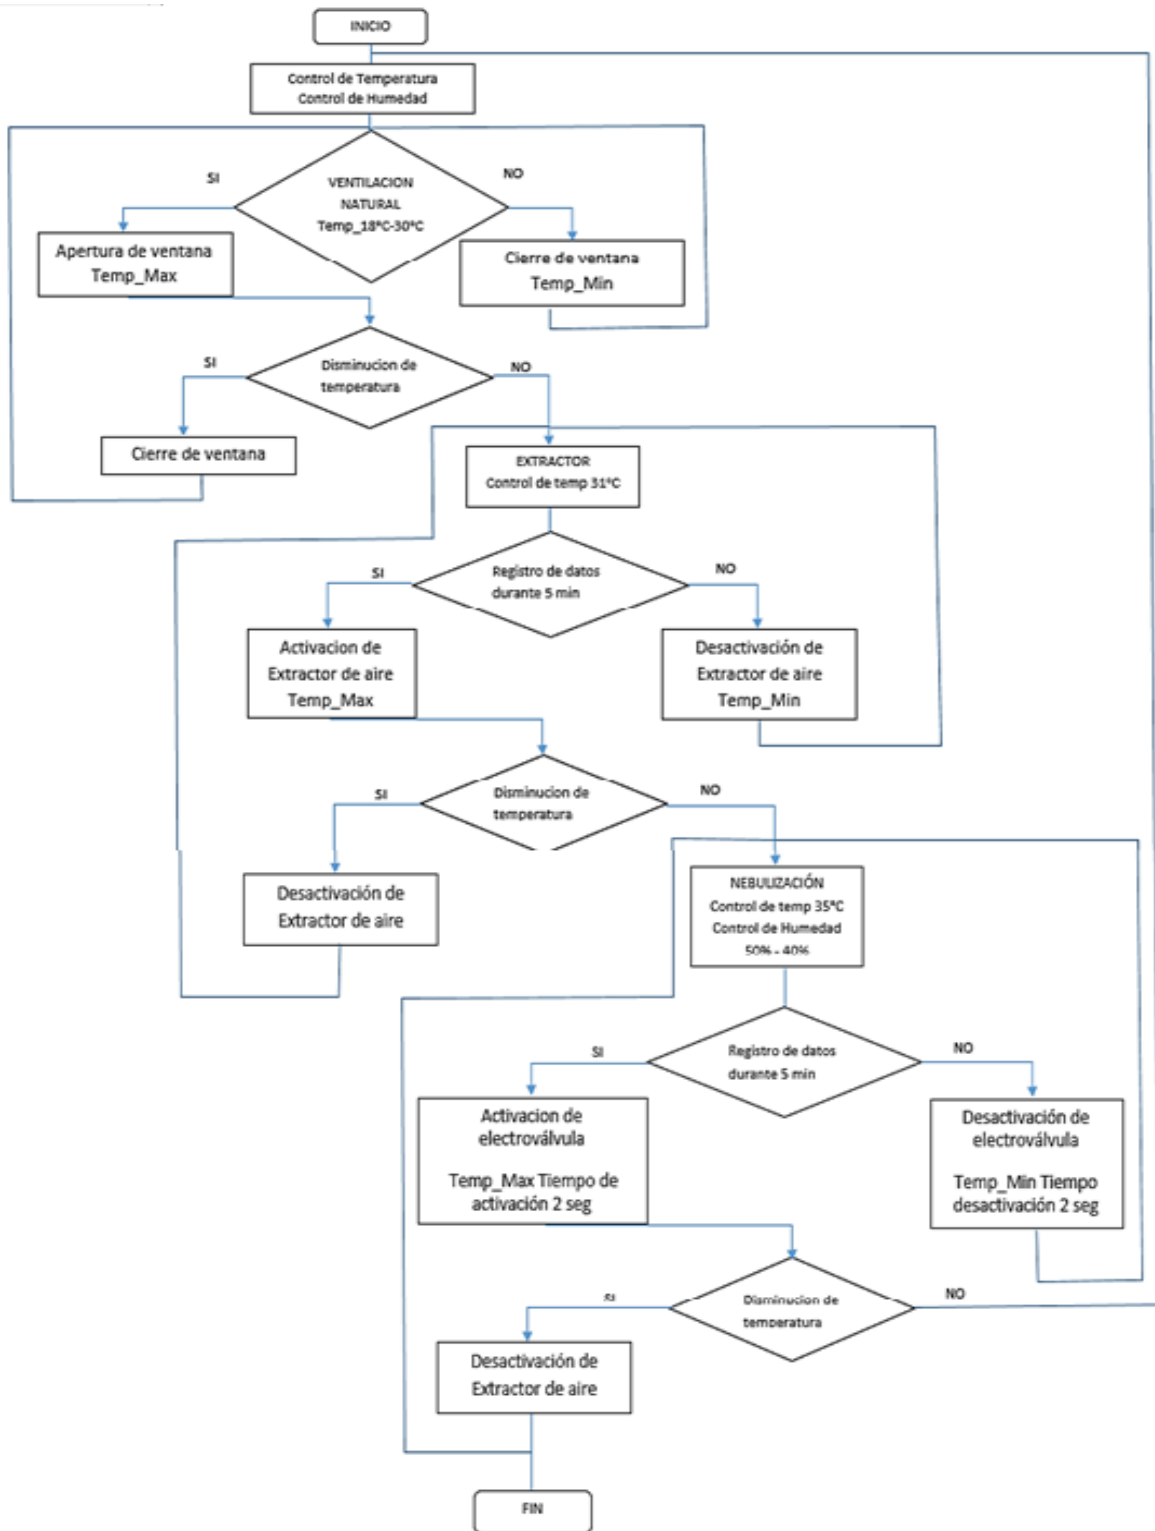 INICIO
Control de Temperatura
Control de Humedad
SI
NO
VENTILACION
NATURAL
Temp_18ºC-30ºC
Apertura de ventana
Temp_Max
Cierre de ventana
Temp_Min
SI
NO
Disminucion de
temperatura
Cierre de ventana
EXTRACTOR
Control de temp 31ºC
SI
NO
Registro de datos
durante 5 min
Activacion de
Extractor de aire
Temp_Max
Desactivación de
Extractor de aire
Temp_Min
SI
NO
Disminucion de
temperatura
Desactivación de
Extractor de aire
NEBULIZACIÓN
Control de temp 35ºC
Control de Humedad
50% - 40%
SI
NO
Registro de datos
durante 5 min
Activacion de
electroválvula
Temp_Max Tiempo de
activación 2 seg
Desactivación de
electroválvula
Temp_Min Tiempo
desactivación 2 seg
SI
NO
Disminucion de
temperatura
Desactivación de
Extractor de aire
FIN